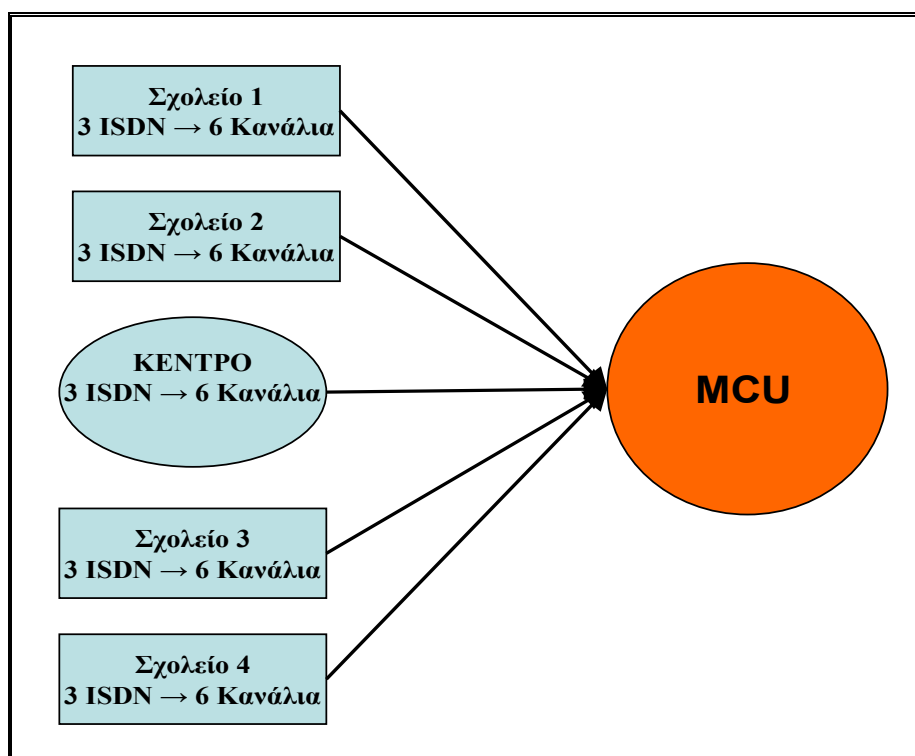 Σχολείο 1
3 ISDN → 6 Κανάλια
Σχολείο 2
3 ISDN → 6 Κανάλια
ΚΕΝΤΡΟ
3 ISDN → 6 Κανάλια
MCU
Σχολείο 3
3 ISDN → 6 Κανάλια
Σχολείο 4
3 ISDN → 6 Κανάλια